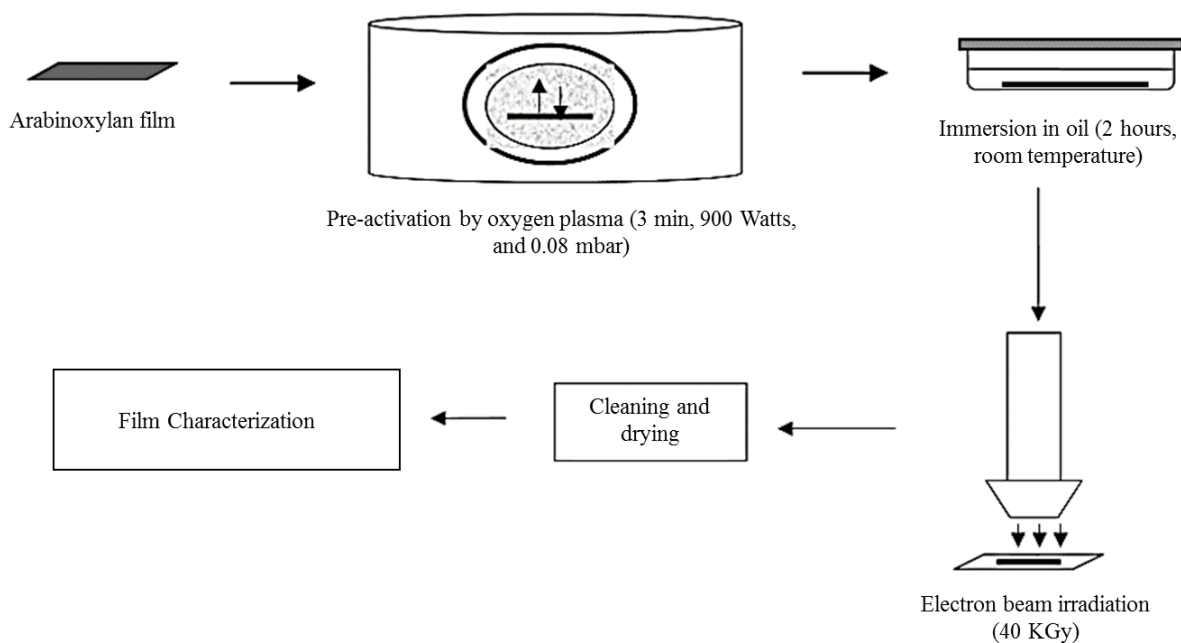 Arabinoxylan film
Pre-activation by oxygen plasma (3 min, 900 Watts,
and 0.08 mbar)
Immersion in oil (2 hours,
room temperature)
Electron beam irradiation
(40 KGy)
Cleaning and
drying
Film Characterization